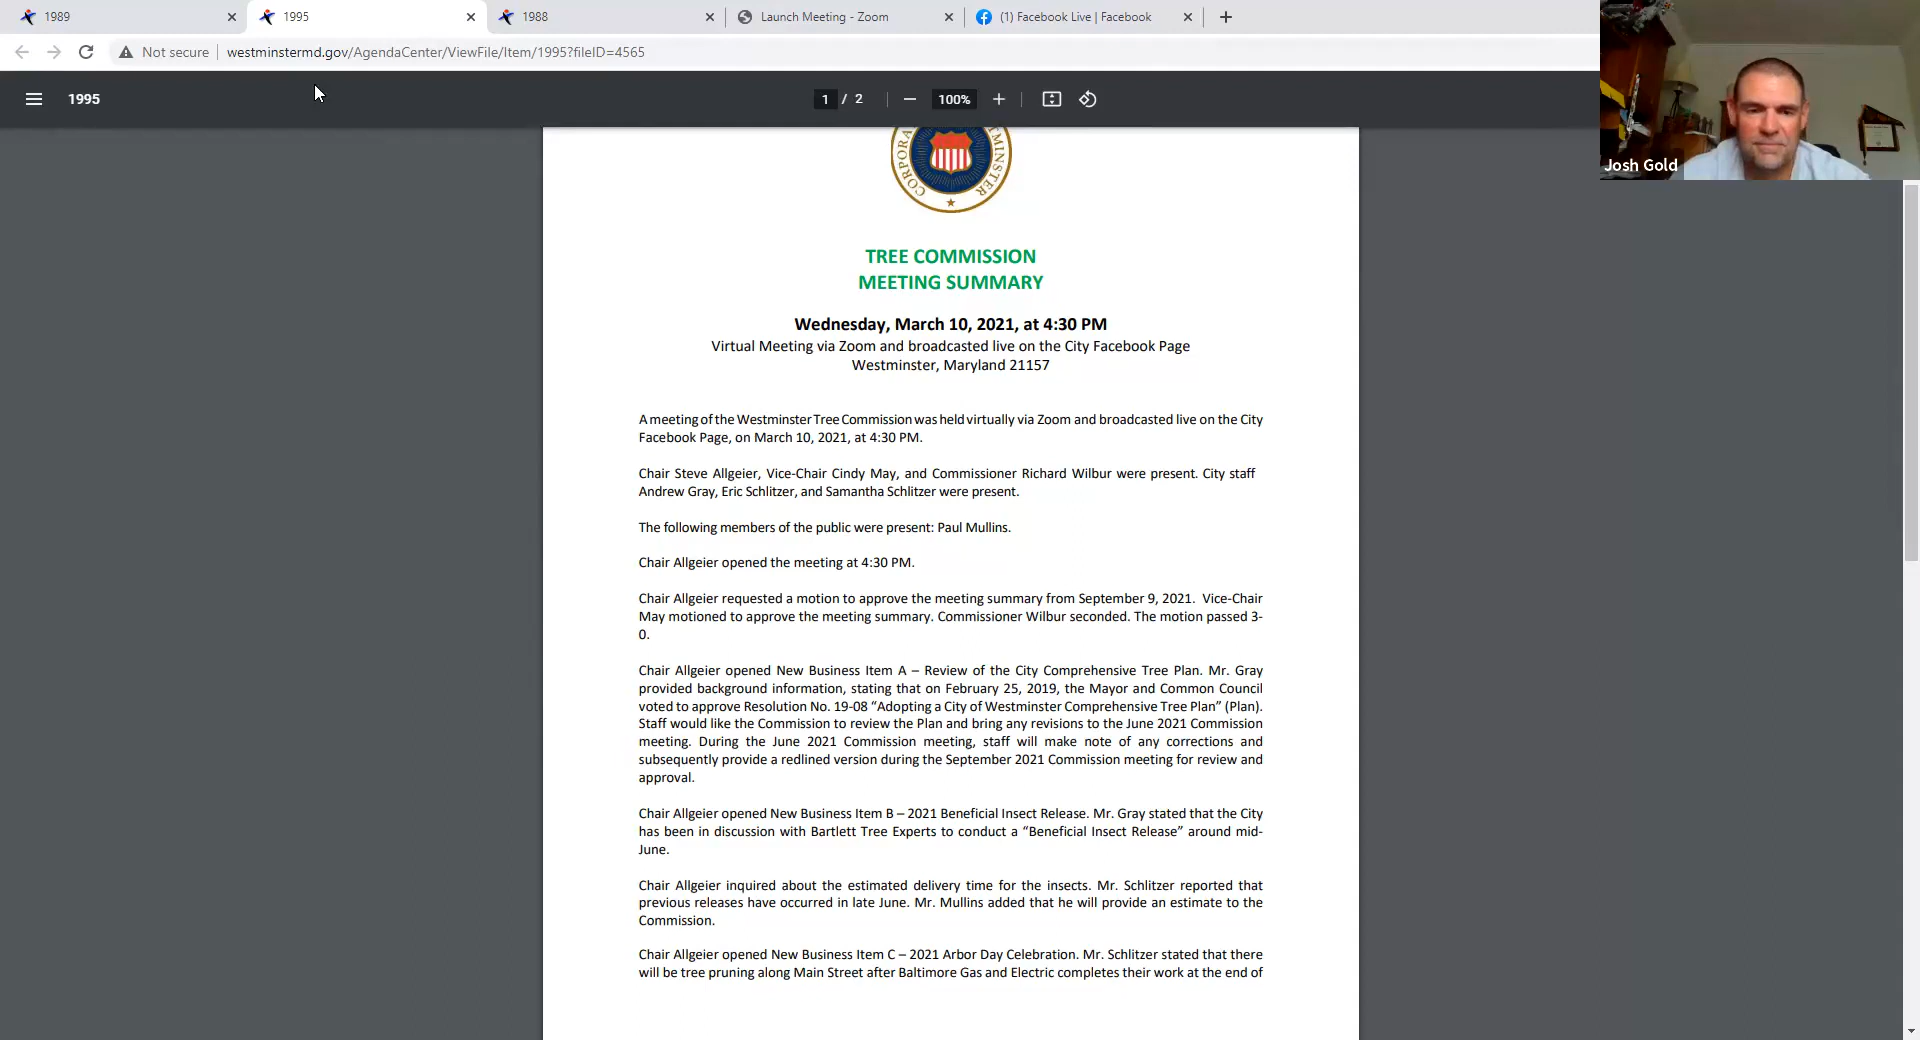 1989
1995
1988
Launch Meeting - Zoom
(1) Facebook Live | Facebook
Not secure
westminstermd.gov/AgendaCenter/ViewFile/Item/1995?fileID=4565
1995
1 / 2
100%
Josh Gold
CORPORA
TMINSTER
TREE COMMISSION
MEETING SUMMARY
Wednesday, March 10, 2021, at 4:30 PM
Virtual Meeting via Zoom and broadcasted live on the City Facebook Page
Westminster, Maryland 21157
A meeting of the Westminster Tree Commission was held virtually via Zoom and broadcasted live on the City
Facebook Page, on March 10, 2021, at 4:30 PM.
Chair Steve Allgeier, Vice-Chair Cindy May, and Commissioner Richard Wilbur were present. City staff
Andrew Gray, Eric Schlitzer, and Samantha Schlitzer were present.
The following members of the public were present: Paul Mullins.
Chair Allgeier opened the meeting at 4:30 PM.
Chair Allgeier requested a motion to approve the meeting summary from September 9, 2021. Vice-Chair
May motioned to approve the meeting summary. Commissioner Wilbur seconded. The motion passed 3-
0.
Chair Allgeier opened New Business Item A – Review of the City Comprehensive Tree Plan. Mr. Gray
provided background information, stating that on February 25, 2019, the Mayor and Common Council
voted to approve Resolution No. 19-08 “Adopting a City of Westminster Comprehensive Tree Plan” (Plan).
Staff would like the Commission to review the Plan and bring any revisions to the June 2021 Commission
meeting. During the June 2021 Commission meeting, staff will make note of any corrections and
subsequently provide a redlined version during the September 2021 Commission meeting for review and
approval.
Chair Allgeier opened New Business Item B – 2021 Beneficial Insect Release. Mr. Gray stated that the City
has been in discussion with Bartlett Tree Experts to conduct a “Beneficial Insect Release” around mid-
June.
Chair Allgeier inquired about the estimated delivery time for the insects. Mr. Schlitzer reported that
previous releases have occurred in late June. Mr. Mullins added that he will provide an estimate to the
Commission.
Chair Allgeier opened New Business Item C – 2021 Arbor Day Celebration. Mr. Schlitzer stated that there
will be tree pruning along Main Street after Baltimore Gas and Electric completes their work at the end of